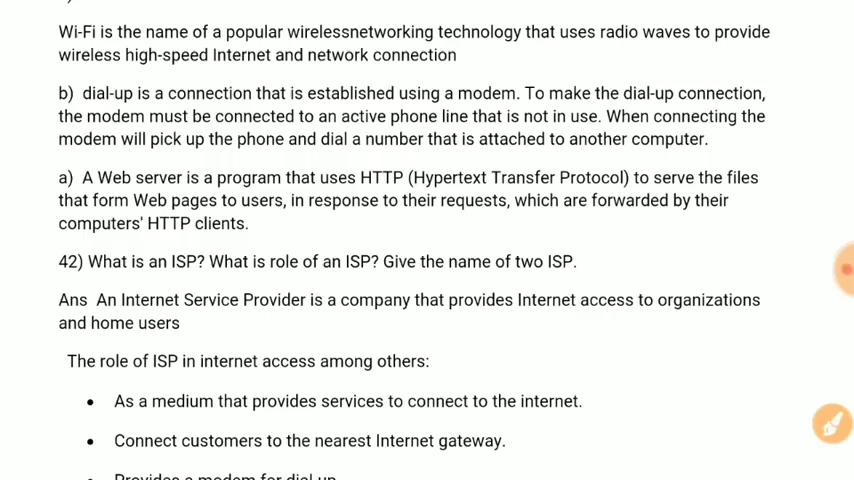 Wi-Fi is the name of a popular wirelessnetworking technology that uses radio waves to provide
wireless high-speed Internet and network connection
b) dial-up is a connection that is established using a modem. To make the dial-up connection,
the modem must be connected to an active phone line that is not in use. When connecting the
modem will pick up the phone and dial a number that is attached to another computer.
a) A Web server is a program that uses HTTP (Hypertext Transfer Protocol) to serve the files
that form Web pages to users, in response to their requests, which are forwarded by their
computers' HTTP clients.
42) What is an ISP? What is role of an ISP? Give the name of two ISP.
Ans An Internet Service Provider is a company that provides Internet access to organizations
and home users
The role of ISP in internet access among others:
• As a medium that provides services to connect to the internet.
• Connect customers to the nearest Internet gateway.
• Provides a modem for dial up